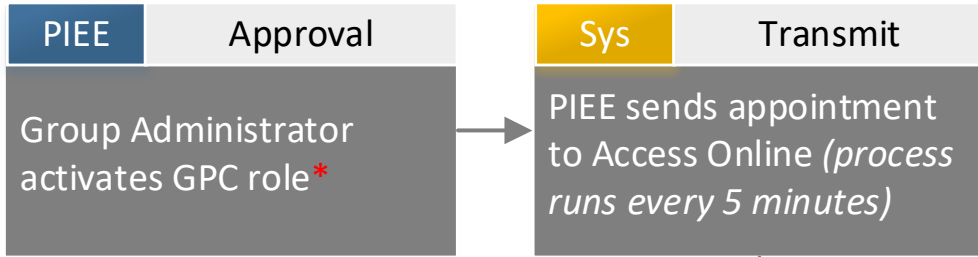 PIEE Approval
Group Administrator
activates GPC role*
Sys Transmit
PIEE sends appointment
to Access Online (process
runs every 5 minutes)